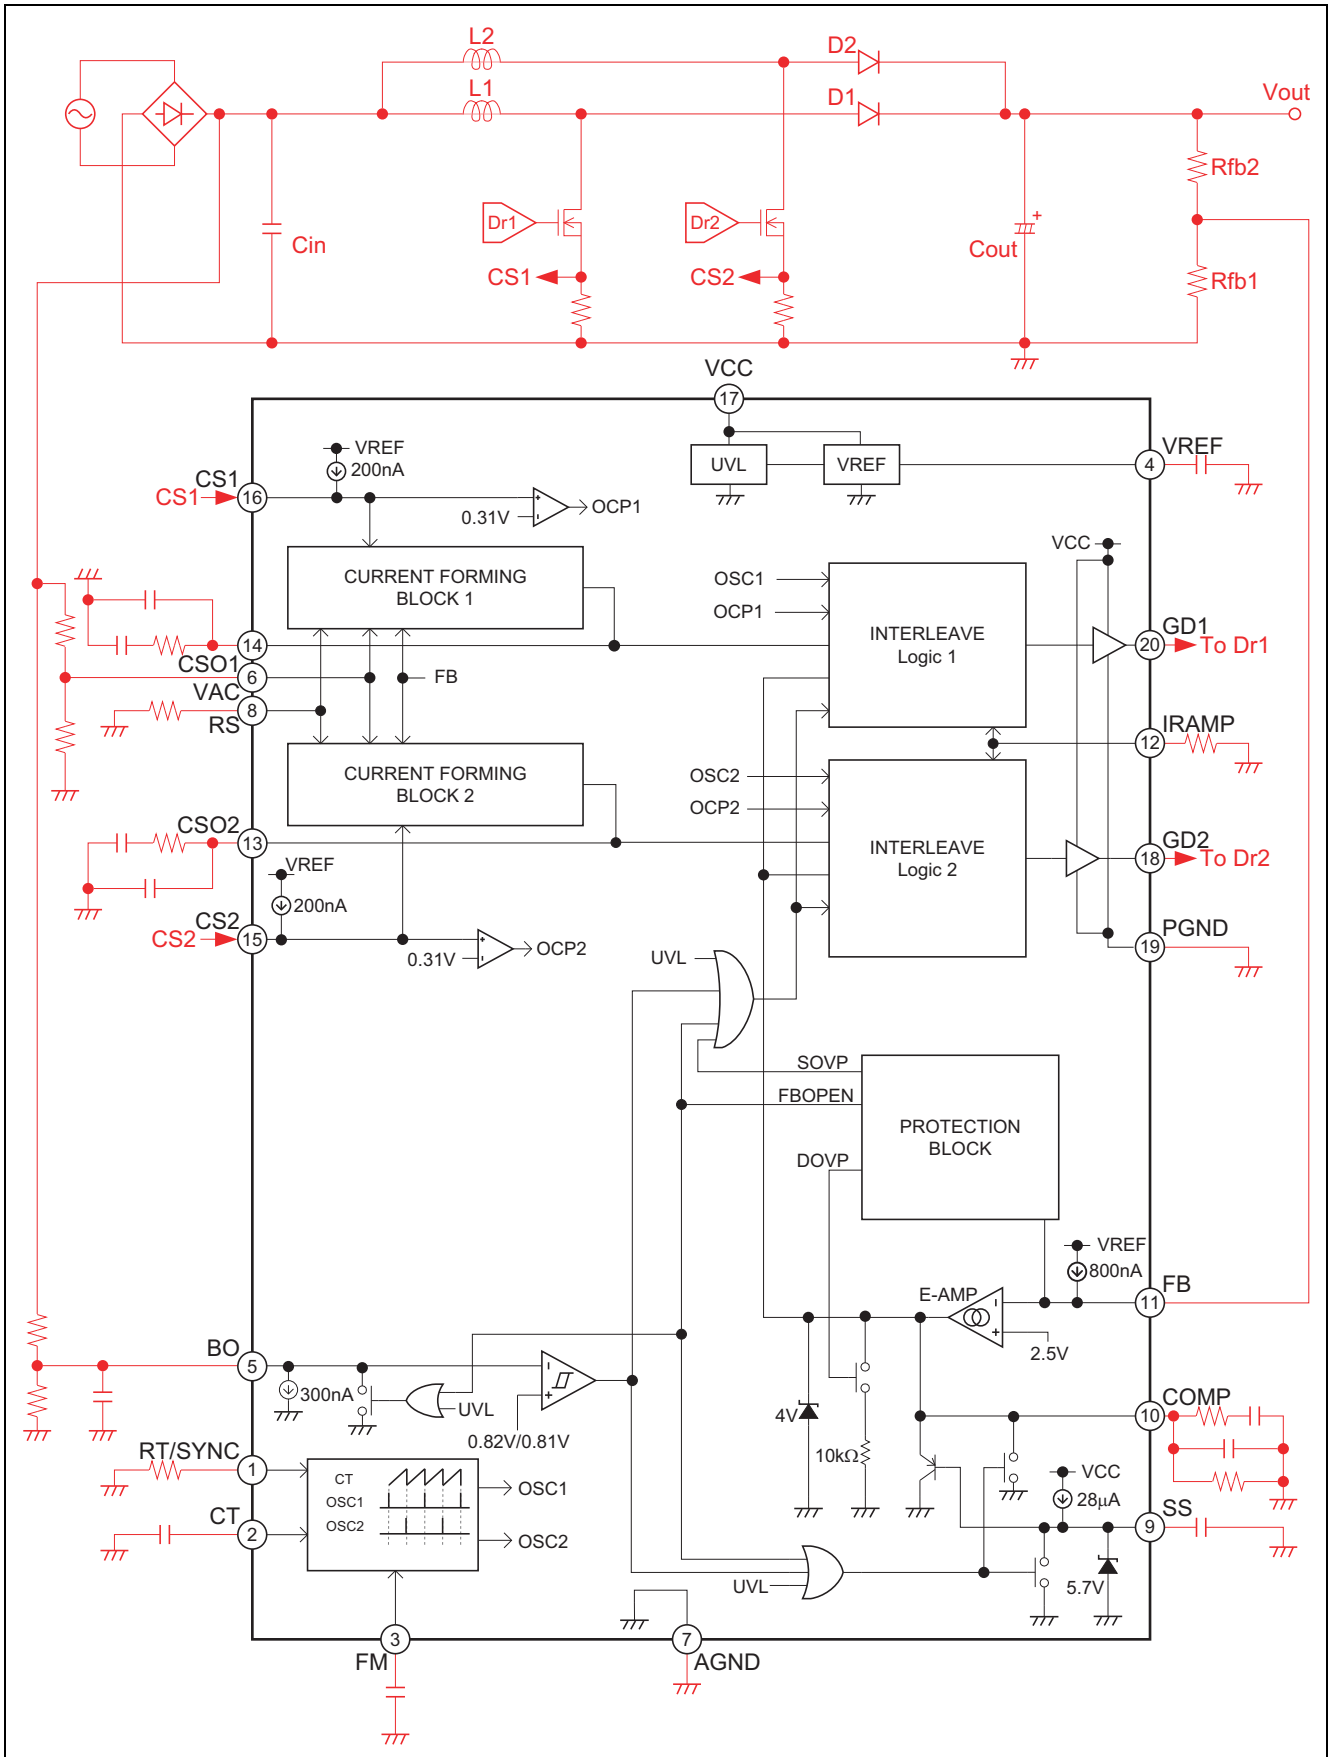 L2
D2
L1
D1
Vout
Rfb2
Dr1
Dr2
Cin
Cout
+
CS1
CS2
Rfb1
VCC
17
VREF
200nA
UVL
VREF
VREF
4
CS1
CS1
16
0.31V
+
-
OCP1
VCC
CURRENT FORMING
BLOCK 1
OSC1
OCP1
INTERLEAVE
Logic 1
GD1
20
To Dr1
14
CSO1
6
FB
VAC
8
RS
IRAMP
12
CURRENT FORMING
BLOCK 2
OSC2
OCP2
INTERLEAVE
Logic 2
GD2
18
To Dr2
CSO2
13
VREF
200nA
CS2
CS2
15
0.31V
+
-
OCP2
PGND
19
UVL
SOVP
FBOPEN
DOVP
PROTECTION
BLOCK
VREF
800nA
FB
11
E-AMP
-
+
2.5V
BO
5
300nA
UVL
-
+
0.82V/0.81V
4V
10kΩ
COMP
10
RT/SYNC
1
CT
OSC1
OSC2
OSC1
OSC2
VCC
28μA
SS
9
CT
2
UVL
5.7V
3
FM
7
AGND